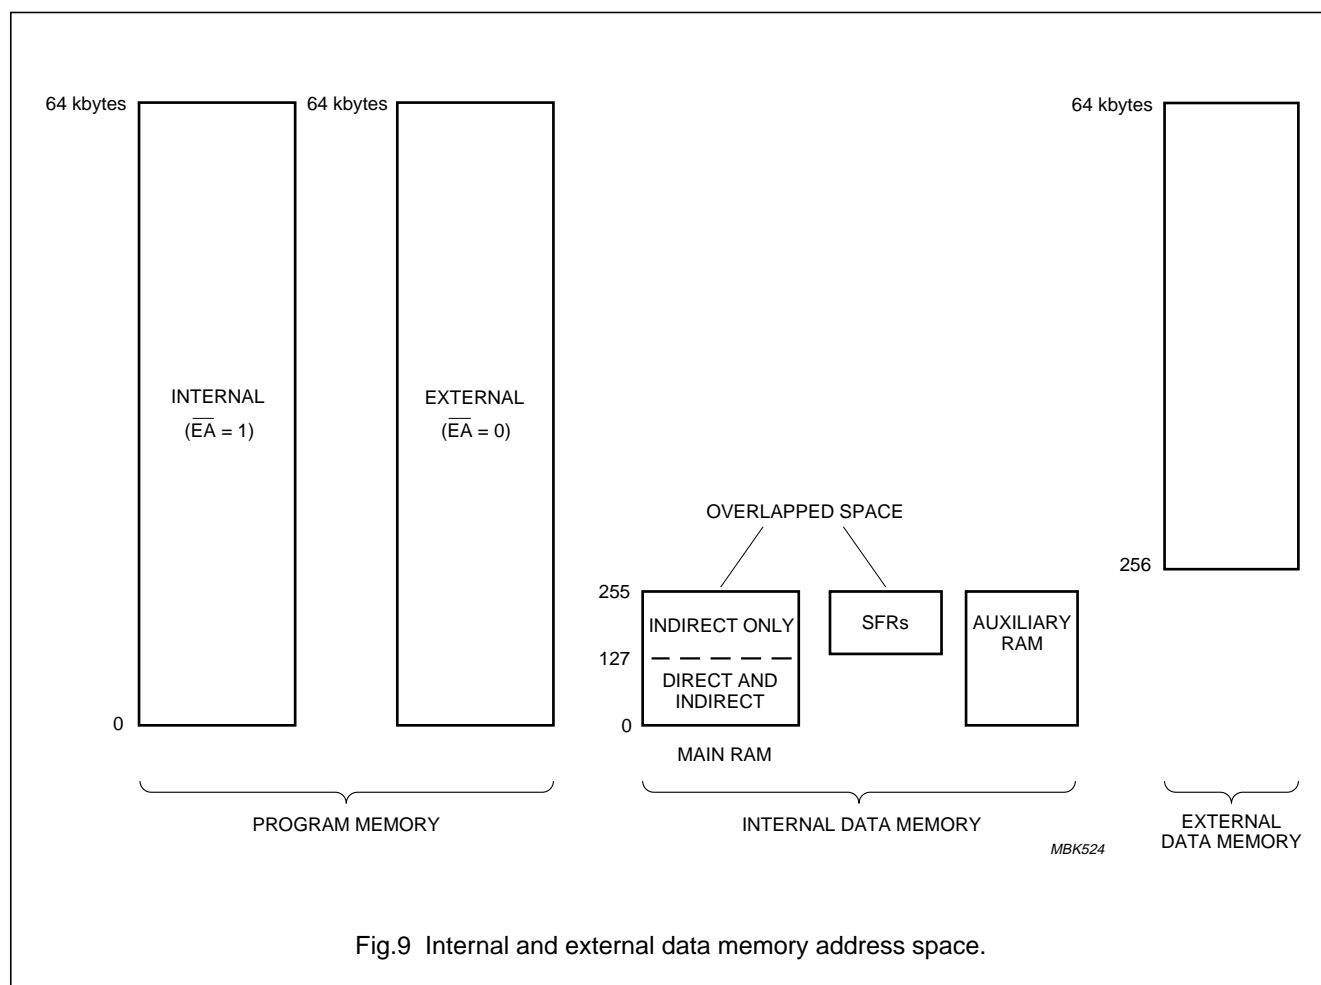 64 kbytes
64 kbytes
64 kbytes
INTERNAL
(E̅A̅ = 1)
EXTERNAL
(E̅A̅ = 0)
OVERLAPPED SPACE
256
255
INDIRECT ONLY
SFRs
AUXILIARY
RAM
127
DIRECT AND
INDIRECT
0
0
MAIN RAM
PROGRAM MEMORY
INTERNAL DATA MEMORY
EXTERNAL
DATA MEMORY
MBK524
Fig.9 Internal and external data memory address space.